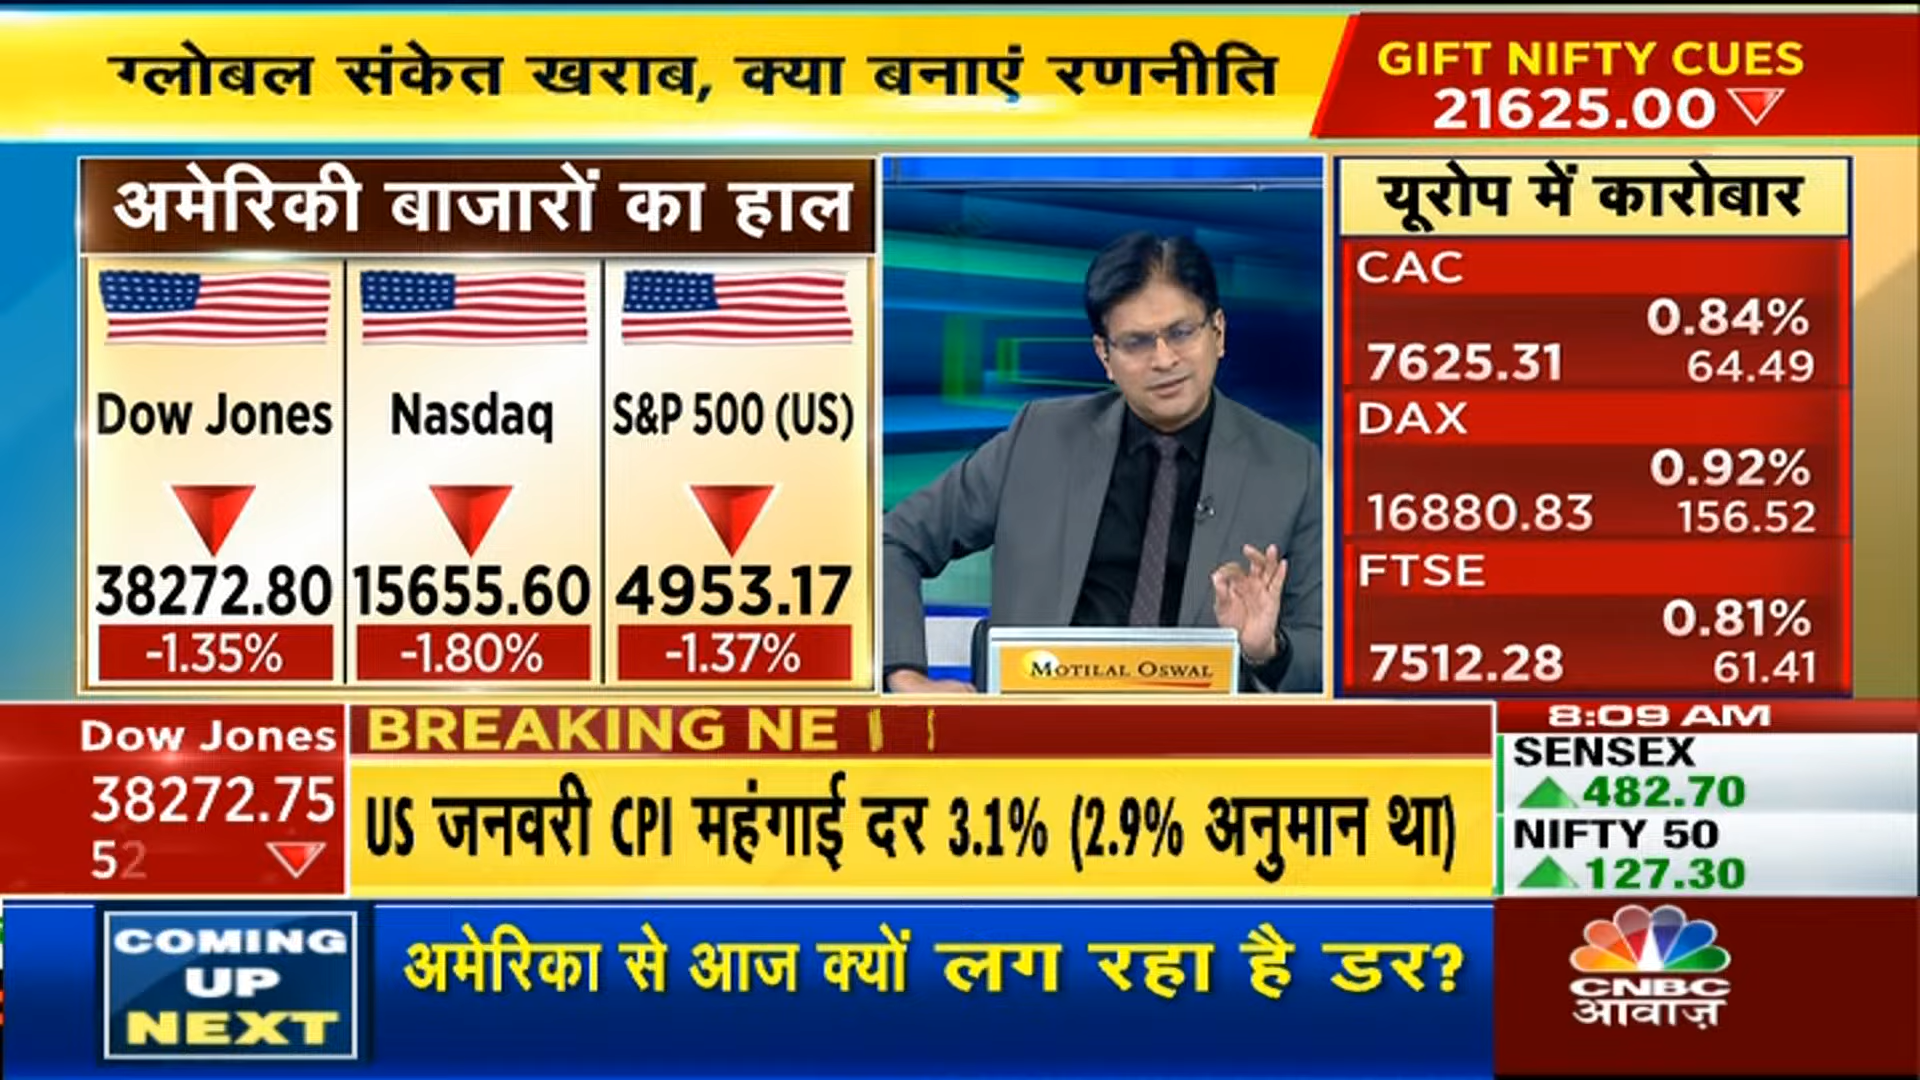 ग्लोबल संकेत खराब, क्या बनाएं रणनीति
GIFT NIFTY CUES
21625.00
अमेरिकी बाजारों का हाल
Dow Jones
38272.80
-1.35%
Nasdaq
15655.60
-1.80%
S&P 500 (US)
4953.17
-1.37%
MOTILAL OSWAL
यूरोप में कारोबार
CAC
0.84%
7625.31 64.49
DAX
0.92%
16880.83 156.52
FTSE
0.81%
7512.28 61.41
Dow Jones
38272.75
52
BREAKING NE
US जनवरी CPI महंगाई दर 3.1% (2.9% अनुमान था)
8:09 AM
SENSEX
482.70
NIFTY 50
127.30
COMING
UP
NEXT
अमेरिका से आज क्यों लग रहा है डर?
CNBC
आवाज़